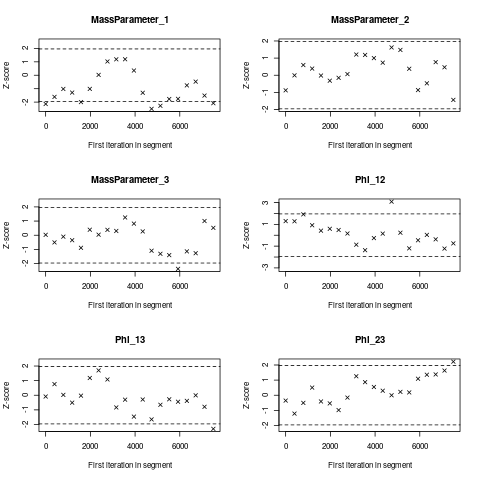 MassParameter_1
Z-score
2
1
0
-2
0 2000 4000 6000
First iteration in segment
MassParameter_2
Z-score
2
1
0
-1
-2
0 2000 4000 6000
First iteration in segment
MassParameter_3
Z-score
2
1
0
-2
0 2000 4000 6000
First iteration in segment
Phi_12
Z-score
3
1
-1
-3
0 2000 4000 6000
First iteration in segment
Phi_13
Z-score
2
1
0
-2
0 2000 4000 6000
First iteration in segment
Phi_23
Z-score
2
1
0
-1
-2
0 2000 4000 6000
First iteration in segment